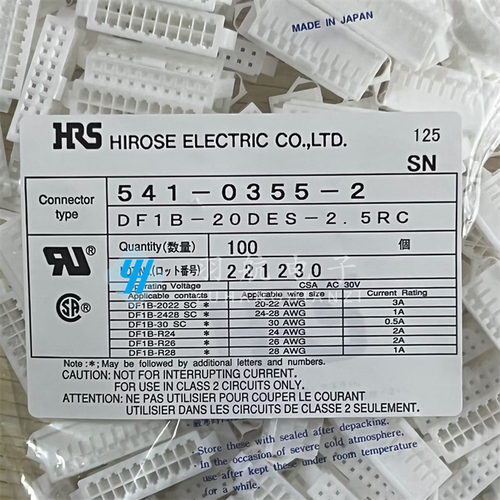 MADE IN JAPAN
HRS HIROSE ELECTRIC CO.,LTD.
125
SN
Connector type
541-0355-2
DF1B-20DES-2.5RC
Quantity(数量) 100 個
(ロット番号) 221230
Operating Voltage CSA AC 30V
Applicable contacts Applicable wire size Current Rating
DF1B-2022 SC * 20-22 AWG 3A
DF1B-2428 SC * 24-28 AWG 1A
DF1B-30 SC * 30 AWG 0.5A
DF1B-R24 * 24 AWG 2A
DF1B-R26 * 26 AWG 2A
DF1B-R28 * 28 AWG 1A
Note :*; May be followed by additional letters and numbers.
CAUTION: NOT FOR INTERRUPTING CURRENT.
FOR USE IN CLASS 2 CIRCUITS ONLY.
ATTENTION: NE PAS UTILISER POUR COUPER LE COURANT
UTILISER DANS LES CIRCUITS DE CLASSE 2 SEULEMENT.
Store these with sealed after depacking.
In the occasion of severe cold atmosphere,
use after kept these under room temperature
for a while.